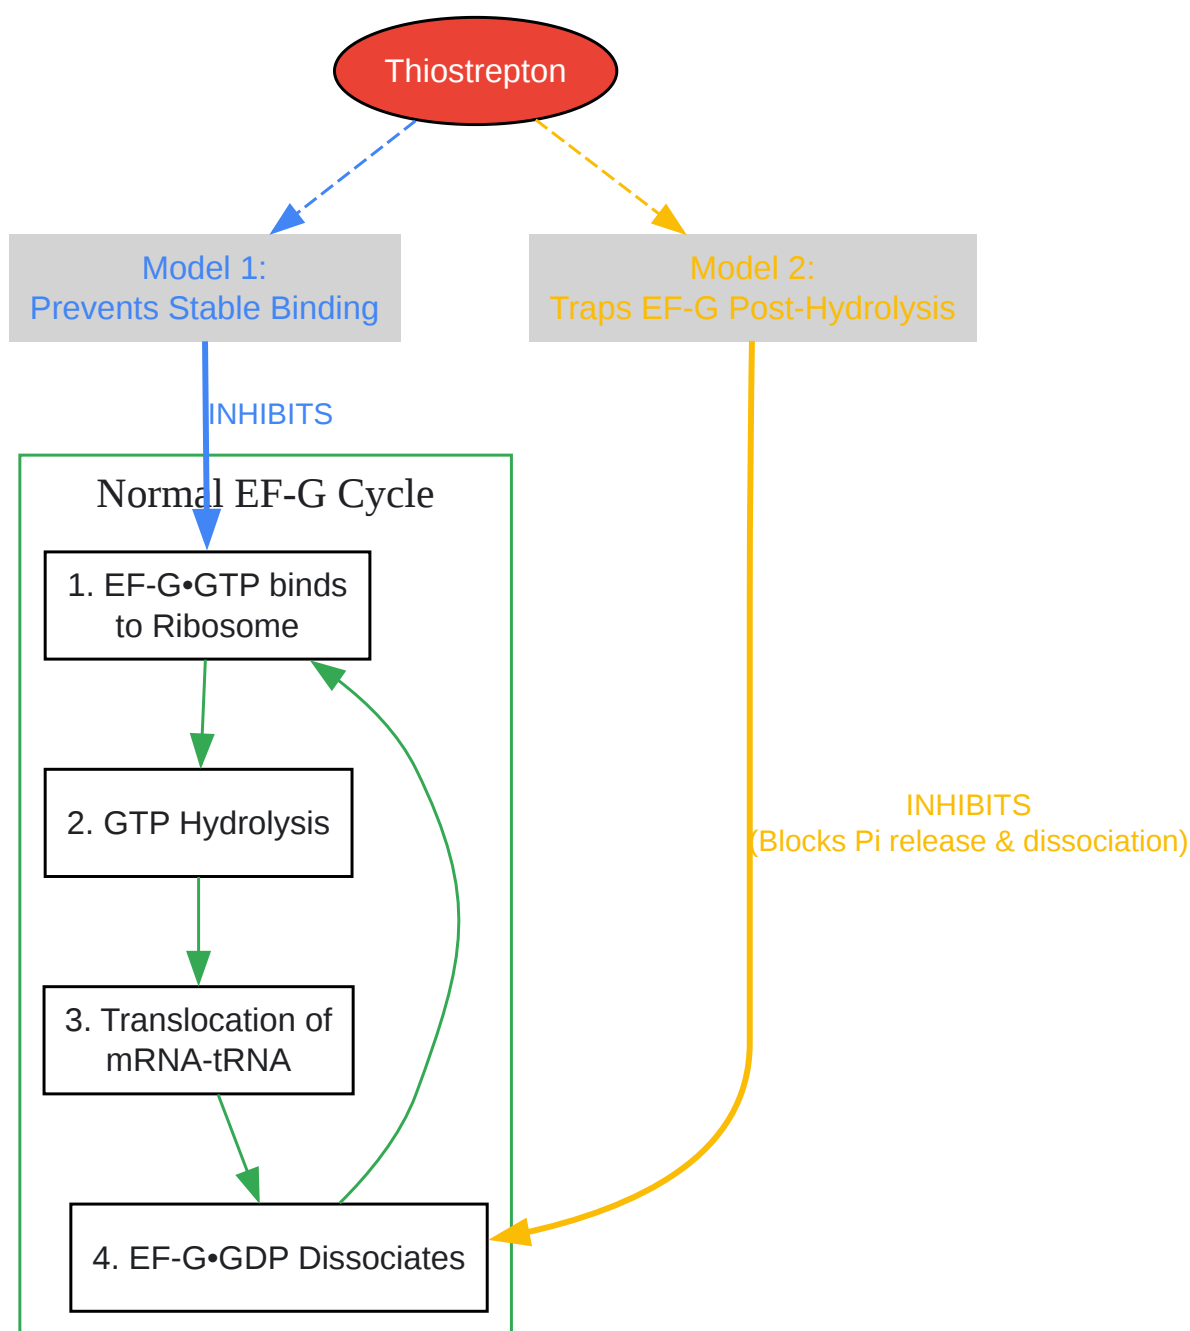 Thiostrepton
Model 1:
Prevents Stable Binding
Model 2:
Traps EF-G Post-Hydrolysis
INHIBITS
Normal EF-G Cycle
1. EF-G•GTP binds
to Ribosome
2. GTP Hydrolysis
INHIBITS
(Blocks Pi release & dissociation)
3. Translocation of
mRNA-tRNA
4. EF-G•GDP Dissociates